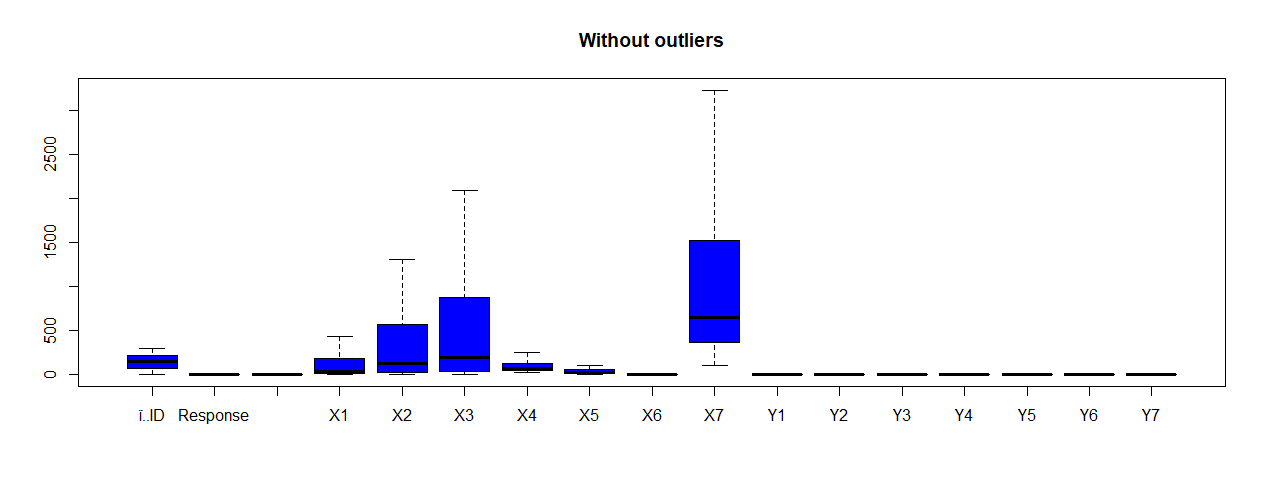 Without outliers
2500
1500
500
0
ï..ID Response X1 X2 X3 X4 X5 X6 X7 Y1 Y2 Y3 Y4 Y5 Y6 Y7